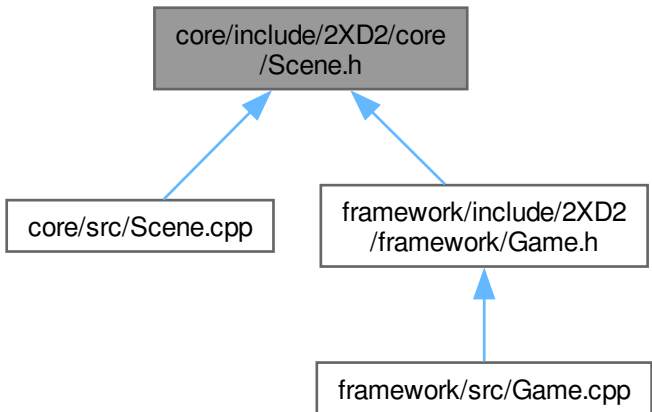 core/include/2XD2/core
/Scene.h
core/src/Scene.cpp
framework/include/2XD2
/framework/Game.h
framework/src/Game.cpp